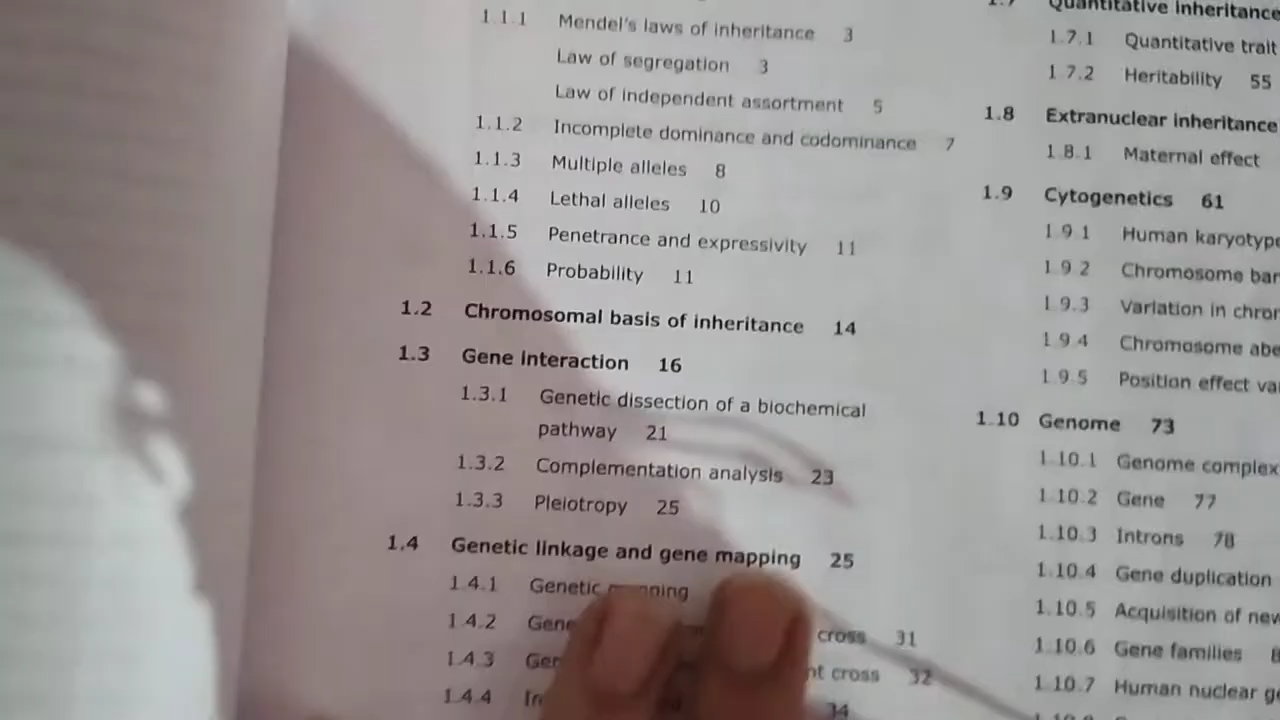 1.1.1 Mendel's laws of inheritance 3
Law of segregation 3
Law of independent assortment 5
1.1.2 Incomplete dominance and codominance 7
1.1.3 Multiple alleles 8
1.1.4 Lethal alleles 10
1.1.5 Penetrance and expressivity 11
1.1.6 Probability 11
1.2 Chromosomal basis of inheritance 14
1.3 Gene interaction 16
1.3.1 Genetic dissection of a biochemical
pathway 21
1.3.2 Complementation analysis 23
1.3.3 Pleiotropy 25
1.4 Genetic linkage and gene mapping 25
1.4.1 Genetic
1.4.2 cross 31
1.4.3 cross 32
1.4.4 34
1.7 Quantitative inheritance
1.7.1 Quantitative trait
1.7.2 Heritability 55
1.8 Extranuclear inheritance
1.8.1 Maternal effect
1.9 Cytogenetics 61
1.9.1 Human
1.9.2 Chromosome
1.9.3 Variation in
1.9.4 Chromosome
1.9.5 Position effect
1.10 Genome 73
1.10.1 Genome
1.10.2 Gene 77
1.10.3 Introns 78
1.10.4 Gene duplication
1.10.5 Acquisition of
1.10.6 Gene families
1.10.7 Human nuclear